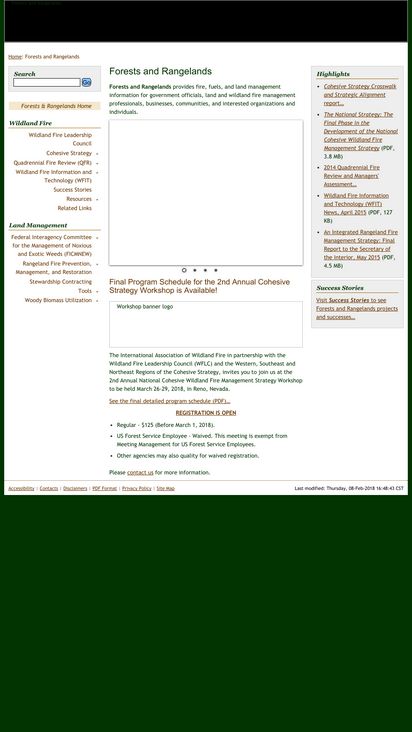 Home: Forests and Rangelands
Search
Go
Forests & Rangelands Home
Wildland Fire
Wildland Fire Leadership
Council
Cohesive Strategy
Quadrennial Fire Review (QFR)
Wildland Fire Information and
Technology (WFIT)
Success Stories
Resources
Related Links
Land Management
Federal Interagency Committee
for the Management of Noxious
and Exotic Weeds (FICMNEW)
Rangeland Fire Prevention,
Management, and Restoration
Stewardship Contracting
Tools
Woody Biomass Utilization
Forests and Rangelands
Forests and Rangelands provides fire, fuels, and land management
information for government officials, land and wildland fire management
professionals, businesses, communities, and interested organizations and
individuals.
Final Program Schedule for the 2nd Annual Cohesive
Strategy Workshop is Available!
Workshop banner logo
The International Association of Wildland Fire in partnership with the
Wildland Fire Leadership Council (WFLC) and the Western, Southeast and
Northeast Regions of the Cohesive Strategy, invites you to join us at the
2nd Annual National Cohesive Wildland Fire Management Strategy Workshop
to be held March 26-29, 2018, in Reno, Nevada.
See the final detailed program schedule (PDF)...
REGISTRATION IS OPEN
• Regular - $125 (Before March 1, 2018).
• US Forest Service Employee - Waived. This meeting is exempt from
Meeting Management for US Forest Service Employees.
• Other agencies may also quality for waived registration.
Please contact us for more information.
Highlights
• Cohesive Strategy Crosswalk
and Strategic Alignment
report...
• The National Strategy: The
Final Phase in the
Development of the National
Cohesive Wildland Fire
Management Strategy (PDF,
3.8 MB)
• 2014 Quadrennial Fire
Review and Managers'
Assessment...
• Wildland Fire Information
and Technology (WFIT)
News, April 2015 (PDF, 127
KB)
• An Integrated Rangeland Fire
Management Strategy: Final
Report to the Secretary of
the Interior, May 2015 (PDF,
4.5 MB)
Success Stories
Visit Success Stories to see
Forests and Rangelands projects
and successes...
Accessibility | Contacts | Disclaimers | PDF Format | Privacy Policy | Site Map
Last modified: Thursday, 08-Feb-2018 16:48:43 CST